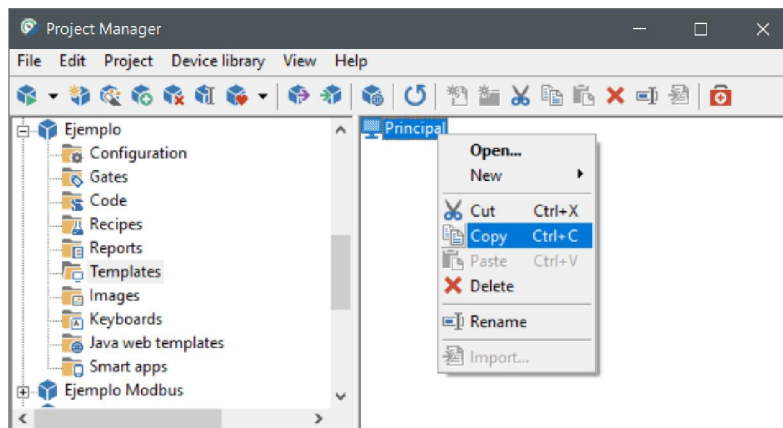 Project Manager
File Edit Project Device library View Help
Ejemplo
Configuration
Gates
Code
Recipes
Reports
Templates
Images
Keyboards
Java web templates
Smart apps
Ejemplo Modbus
Principal
Open...
New
Cut Ctrl+X
Copy Ctrl+C
Paste Ctrl+V
Delete
Rename
Import...